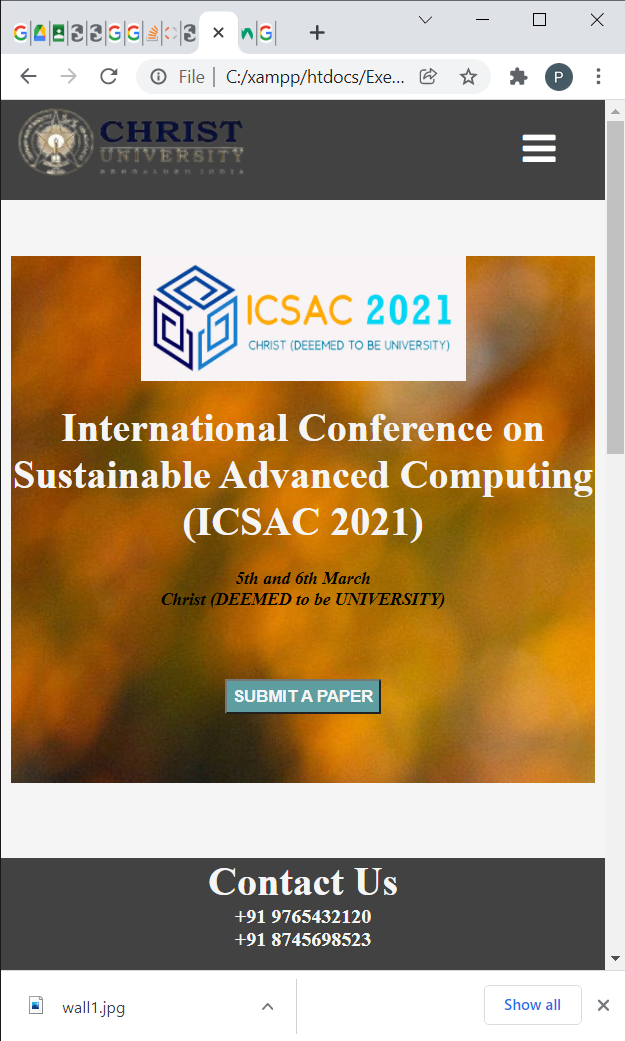 File
C:/xampp/htdocs/Exe...
P
CHRIST
UNIVERSITY
BENGALURU INDIA
ICSAC 2021
CHRIST (DEEEMED TO BE UNIVERSITY)
International Conference on
Sustainable Advanced Computing
(ICSAC 2021)
5th and 6th March
Christ (DEEMED to be UNIVERSITY)
SUBMIT A PAPER
Contact Us
+91 9765432120
+91 8745698523
wall1.jpg
Show all